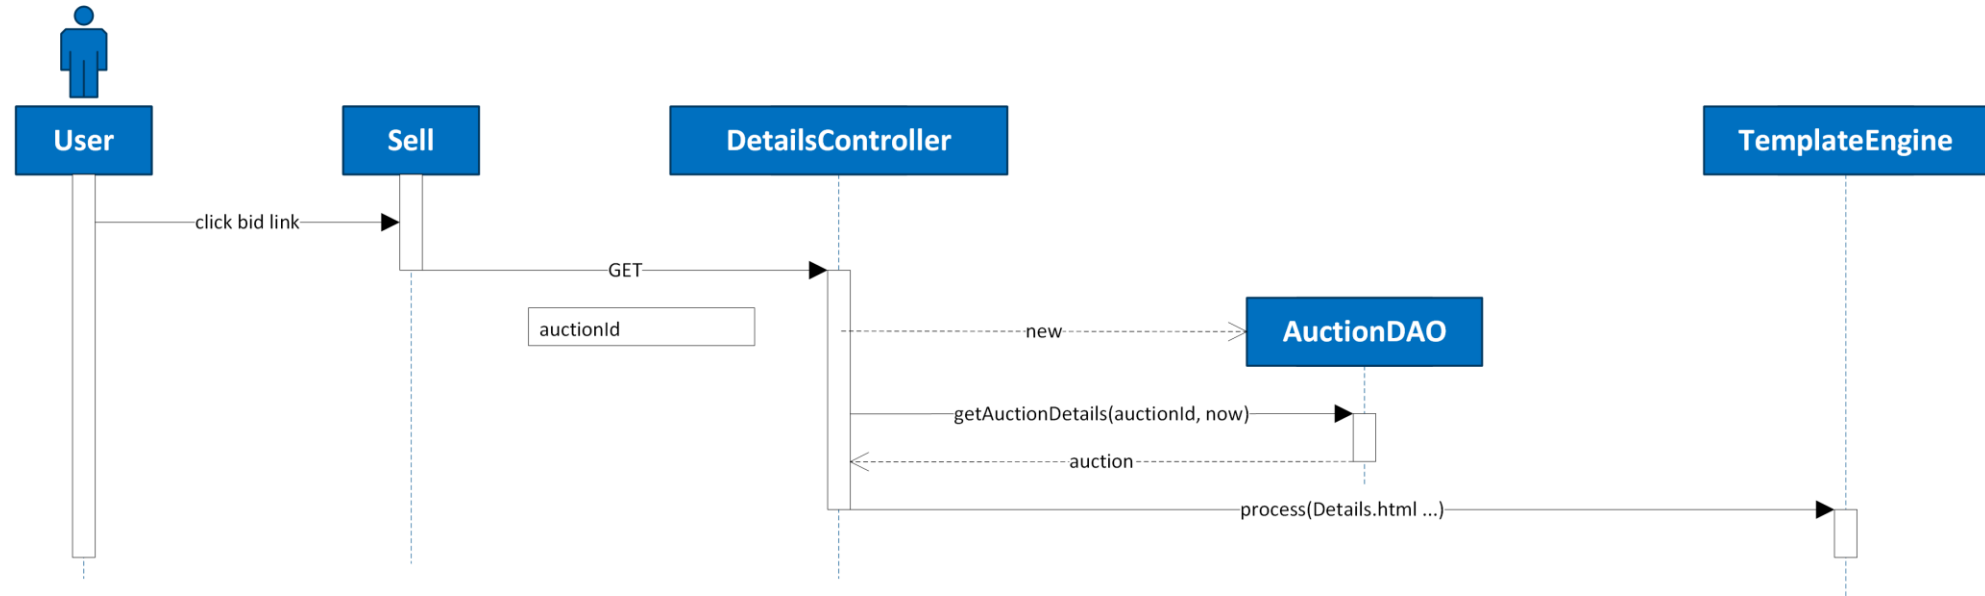 User
Sell
DetailsController
TemplateEngine
click bid link
GET
auctionId
new
AuctionDAO
getAuctionDetails(auctionId, now)
auction
process(Details.html ...)